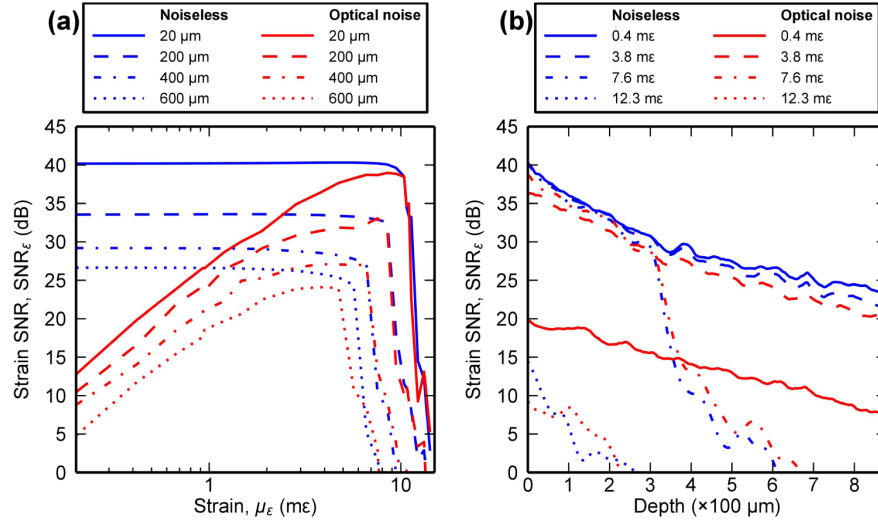 (a)
Noiseless Optical noise
20 µm 20 µm
200 µm 200 µm
400 µm 400 µm
600 µm 600 µm
45
40
35
30
25
20
15
10
5
0
1 10
Strain SNR, SNRε (dB)
Strain, µε (mε)
(b)
Noiseless Optical noise
0.4 mε 0.4 mε
3.8 mε 3.8 mε
7.6 mε 7.6 mε
12.3 mε 12.3 mε
45
40
35
30
25
20
15
10
5
0
0 1 2 3 4 5 6 7 8
Strain SNR, SNRε (dB)
Depth (×100 µm)